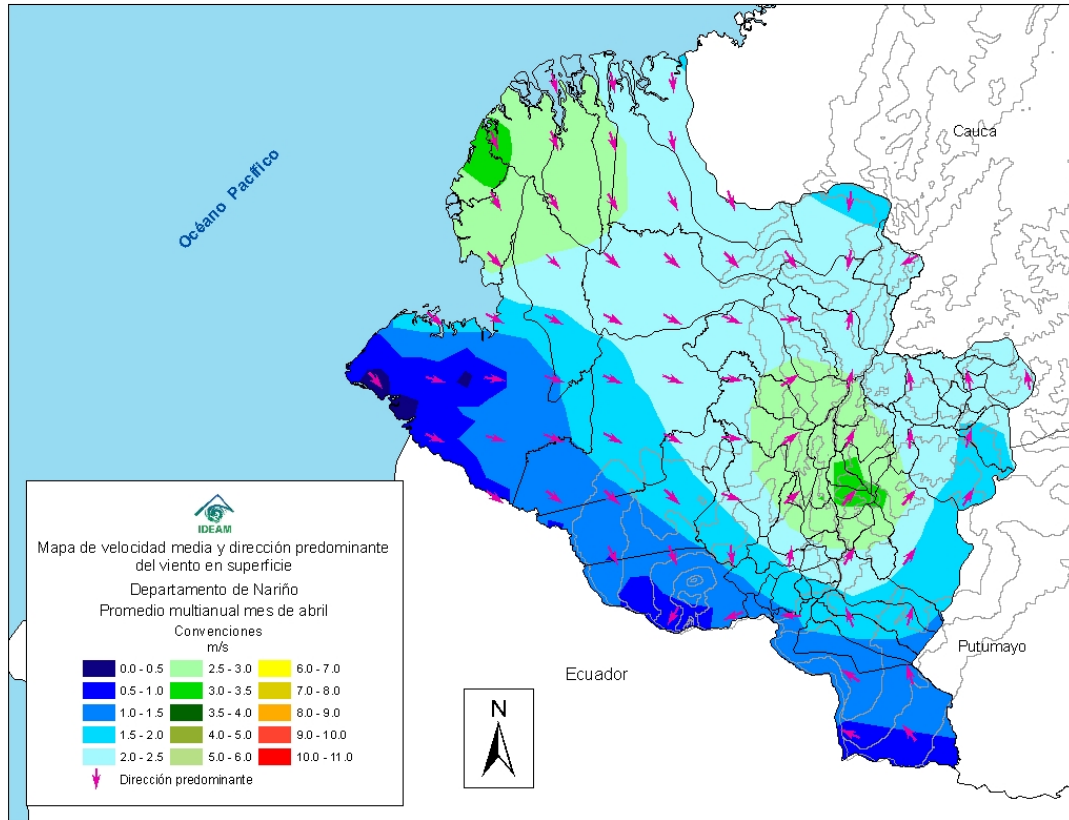 Cauca
Océano Pacífico
IDEAM
Mapa de velocidad media y dirección predominante
del viento en superficie
Departamento de Nariño
Promedio multianual mes de abril
Convenciones
m/s
0.0 - 0.5 2.5 - 3.0 6.0 - 7.0
0.5 - 1.0 3.0 - 3.5 7.0 - 8.0
1.0 - 1.5 3.5 - 4.0 8.0 - 9.0
1.5 - 2.0 4.0 - 5.0 9.0 - 10.0
2.0 - 2.5 5.0 - 6.0 10.0 - 11.0
Dirección predominante
Ecuador
Putumayo
N